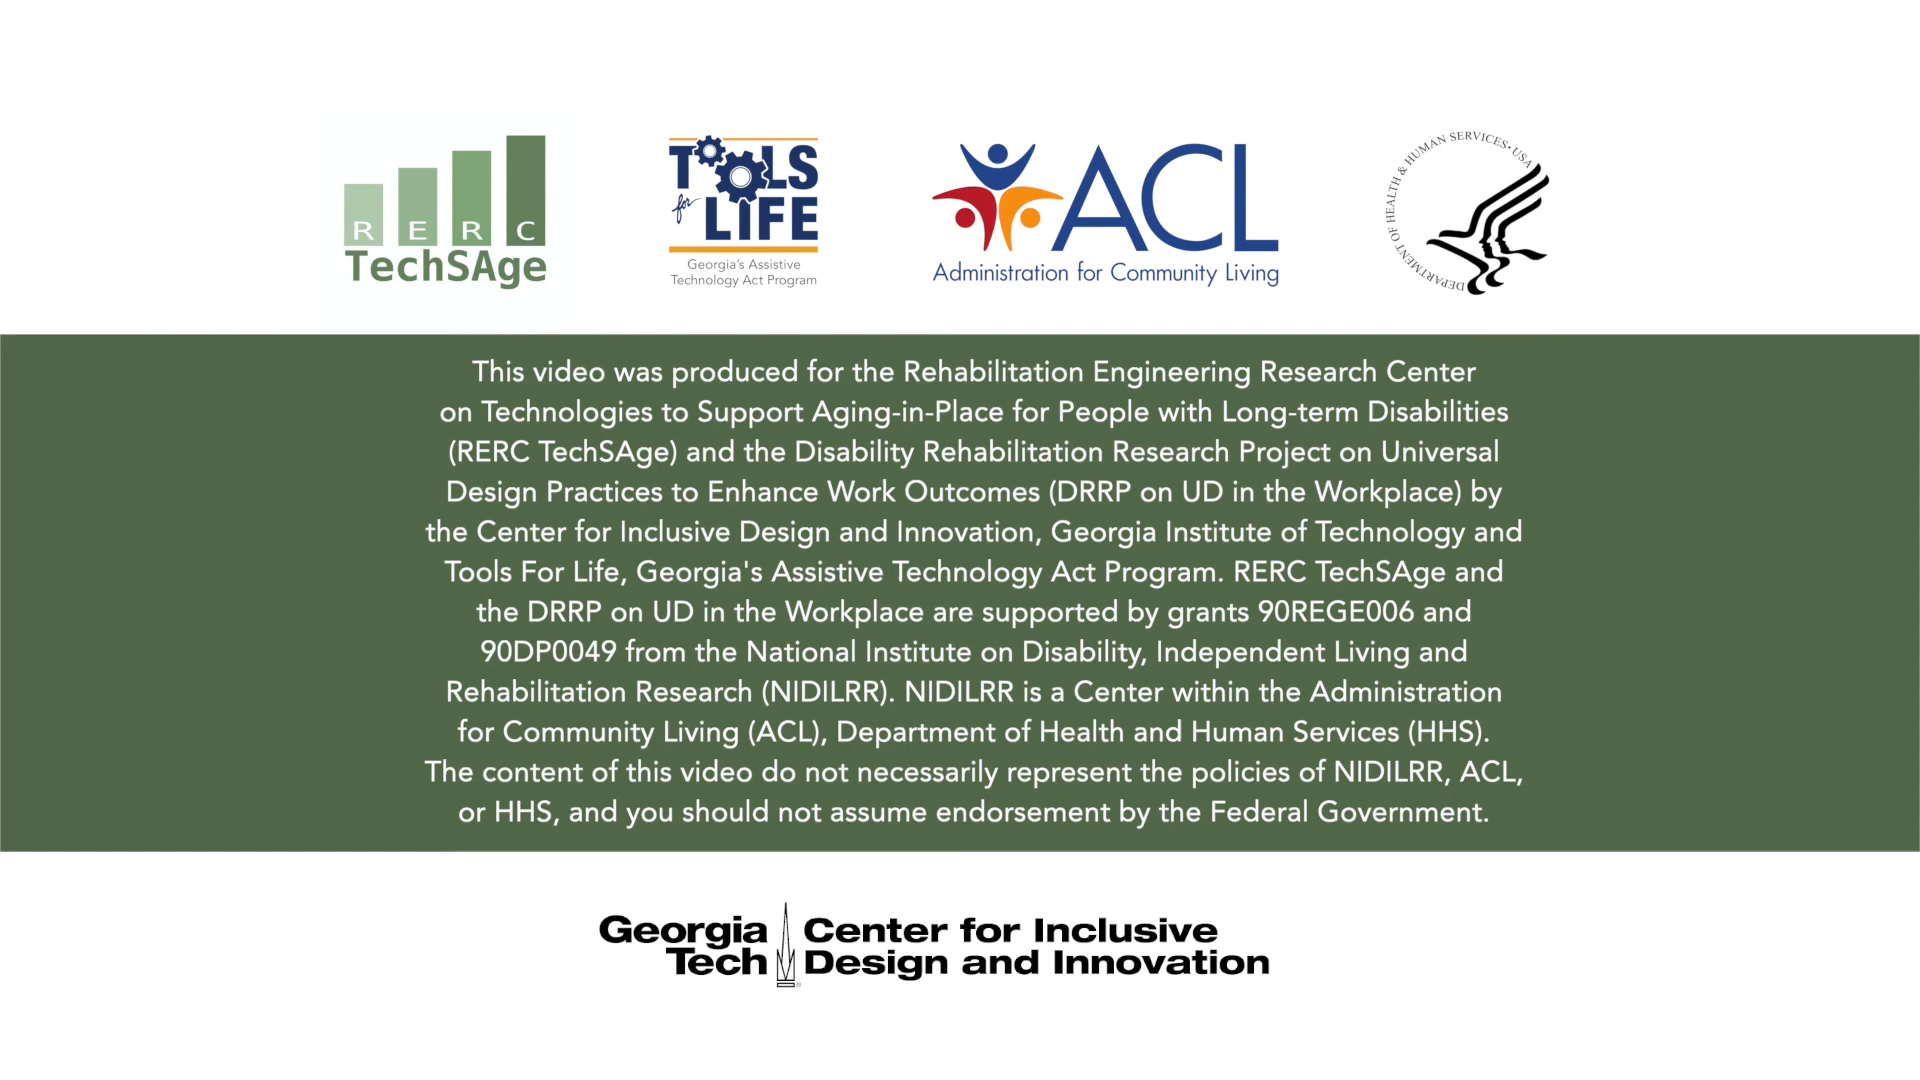 RERC
TechSAge
TOOLS
for LIFE
Georgia's Assistive
Technology Act Program
ACL
Administration for Community Living
DEPARTMENT OF HEALTH & HUMAN SERVICES • USA
This video was produced for the Rehabilitation Engineering Research Center
on Technologies to Support Aging-in-Place for People with Long-term Disabilities
(RERC TechSAge) and the Disability Rehabilitation Research Project on Universal
Design Practices to Enhance Work Outcomes (DRRP on UD in the Workplace) by
the Center for Inclusive Design and Innovation, Georgia Institute of Technology and
Tools For Life, Georgia's Assistive Technology Act Program. RERC TechSAge and
the DRRP on UD in the Workplace are supported by grants 90REGE006 and
90DP0049 from the National Institute on Disability, Independent Living and
Rehabilitation Research (NIDILRR). NIDILRR is a Center within the Administration
for Community Living (ACL), Department of Health and Human Services (HHS).
The content of this video do not necessarily represent the policies of NIDILRR, ACL,
or HHS, and you should not assume endorsement by the Federal Government.
Georgia
Tech
Center for Inclusive
Design and Innovation